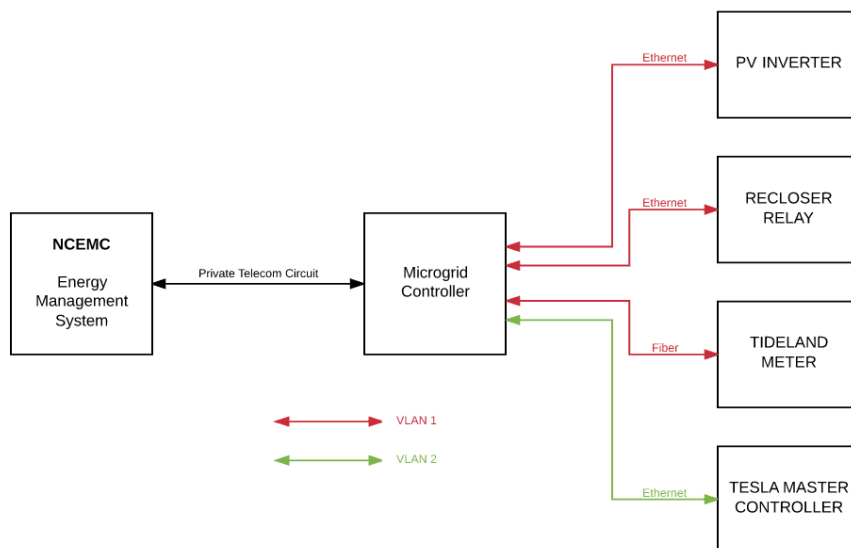 Ethernet
PV INVERTER
Ethernet
RECLOSER
RELAY
NCEMC
Energy
Management
System
Private Telecom Circuit
Microgrid
Controller
Fiber
TIDELAND
METER
VLAN 1
VLAN 2
Ethernet
TESLA MASTER
CONTROLLER